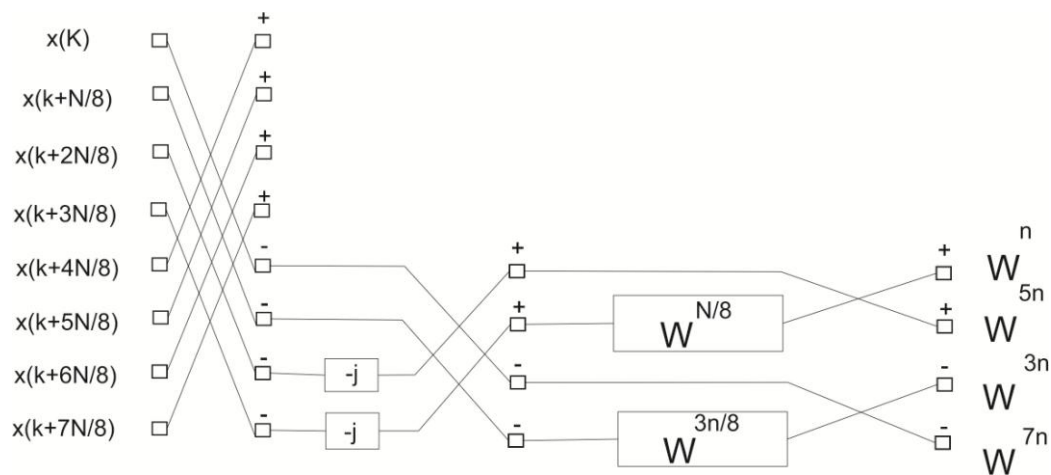 x(K)
x(k+N/8)
x(k+2N/8)
x(k+3N/8)
x(k+4N/8)
x(k+5N/8)
x(k+6N/8)
x(k+7N/8)
+
+
+
+
-
-
-
-
-j
-j
+
+
-
-
W N/8
W 3n/8
+
+
-
-
W n
W 5n
W 3n
W 7n